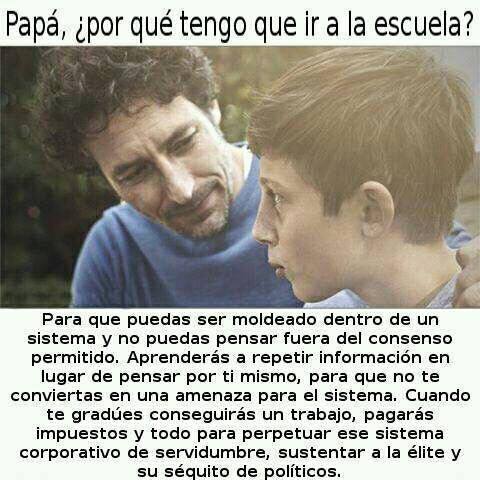 Papá, ¿por qué tengo que ir a la escuela?
Para que puedas ser moldeado dentro de un
sistema y no puedas pensar fuera del consenso
permitido. Aprenderás a repetir información en
lugar de pensar por ti mismo, para que no te
conviertas en una amenaza para el sistema. Cuando
te gradúes conseguirás un trabajo, pagarás
impuestos y todo para perpetuar ese sistema
corporativo de servidumbre, sustentar a la élite y
su séquito de políticos.